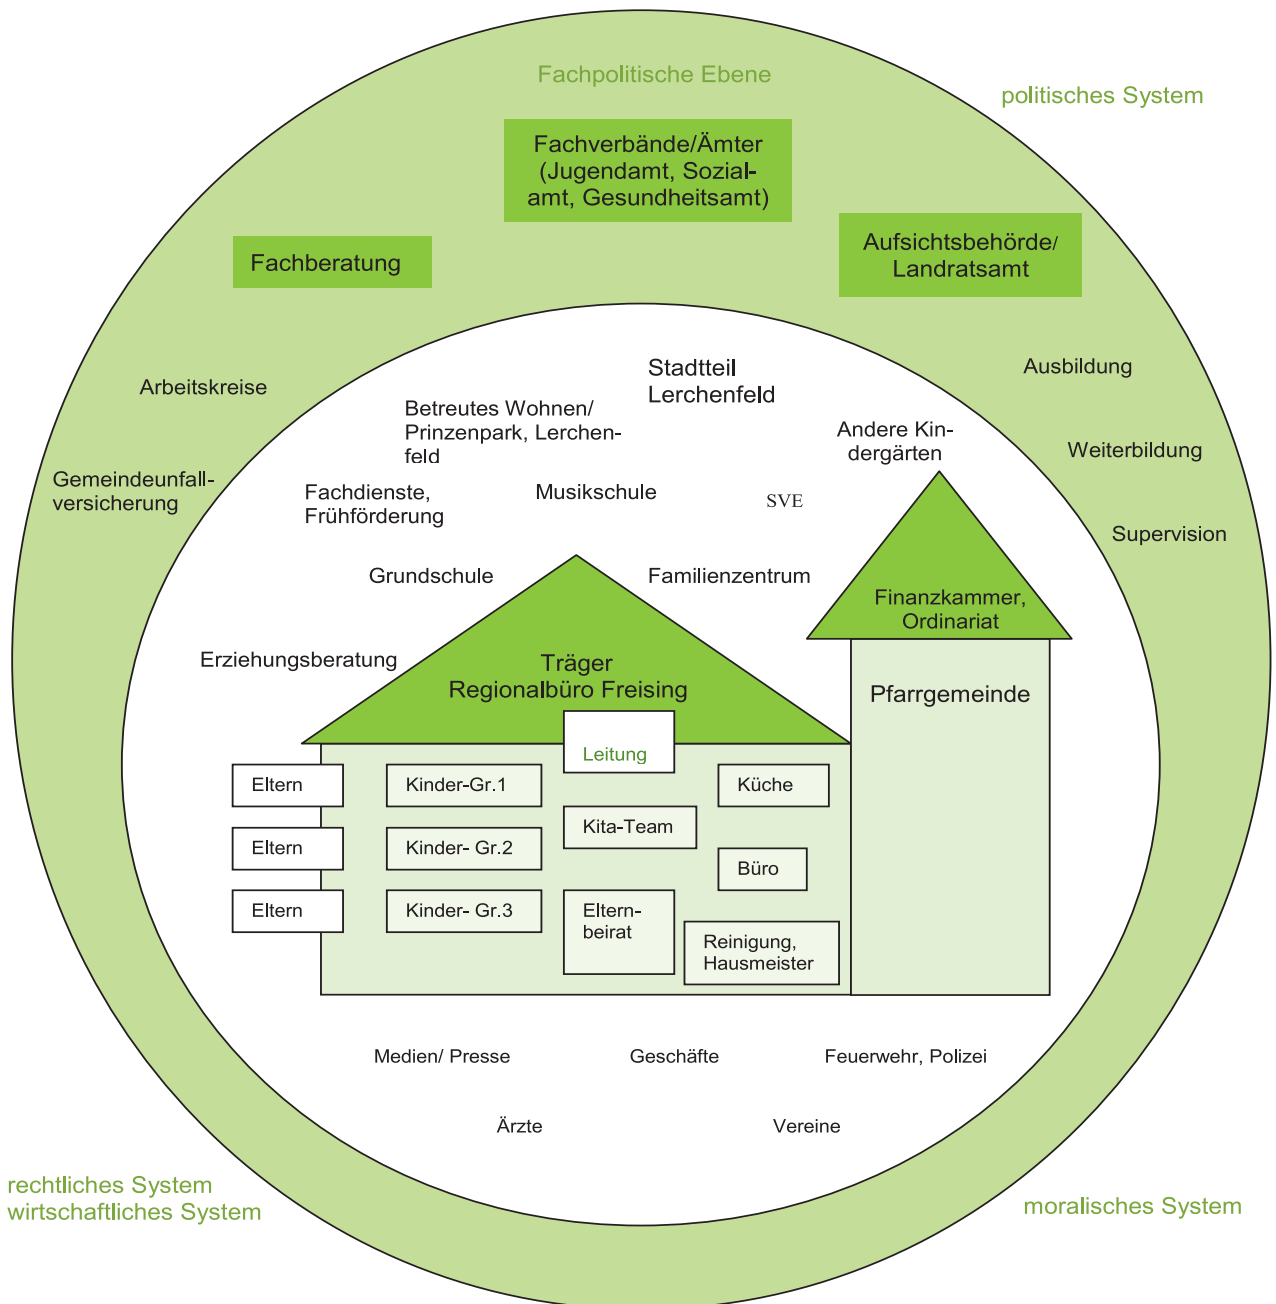 Fachpolitische Ebene
politisches System
Fachverbände/Ämter
(Jugendamt, Sozial-
amt, Gesundheitsamt)
Fachberatung
Aufsichtsbehörde/
Landratsamt
Arbeitskreise
Gemeindeunfall-
versicherung
Ausbildung
Weiterbildung
Supervision
Stadtteil
Lerchenfeld
Betreutes Wohnen/
Prinzenpark, Lerchen-
feld
Andere Kin-
dergärten
Fachdienste,
Frühförderung
Musikschule
SVE
Grundschule
Familienzentrum
Erziehungsberatung
Finanzkammer,
Ordinariat
Träger
Regionalbüro Freising
Pfarrgemeinde
Leitung
Eltern
Kinder-Gr.1
Küche
Kita-Team
Eltern
Kinder- Gr.2
Büro
Eltern
Kinder- Gr.3
Eltern-
beirat
Reinigung,
Hausmeister
Medien/ Presse
Geschäfte
Feuerwehr, Polizei
Ärzte
Vereine
rechtliches System
wirtschaftliches System
moralisches System